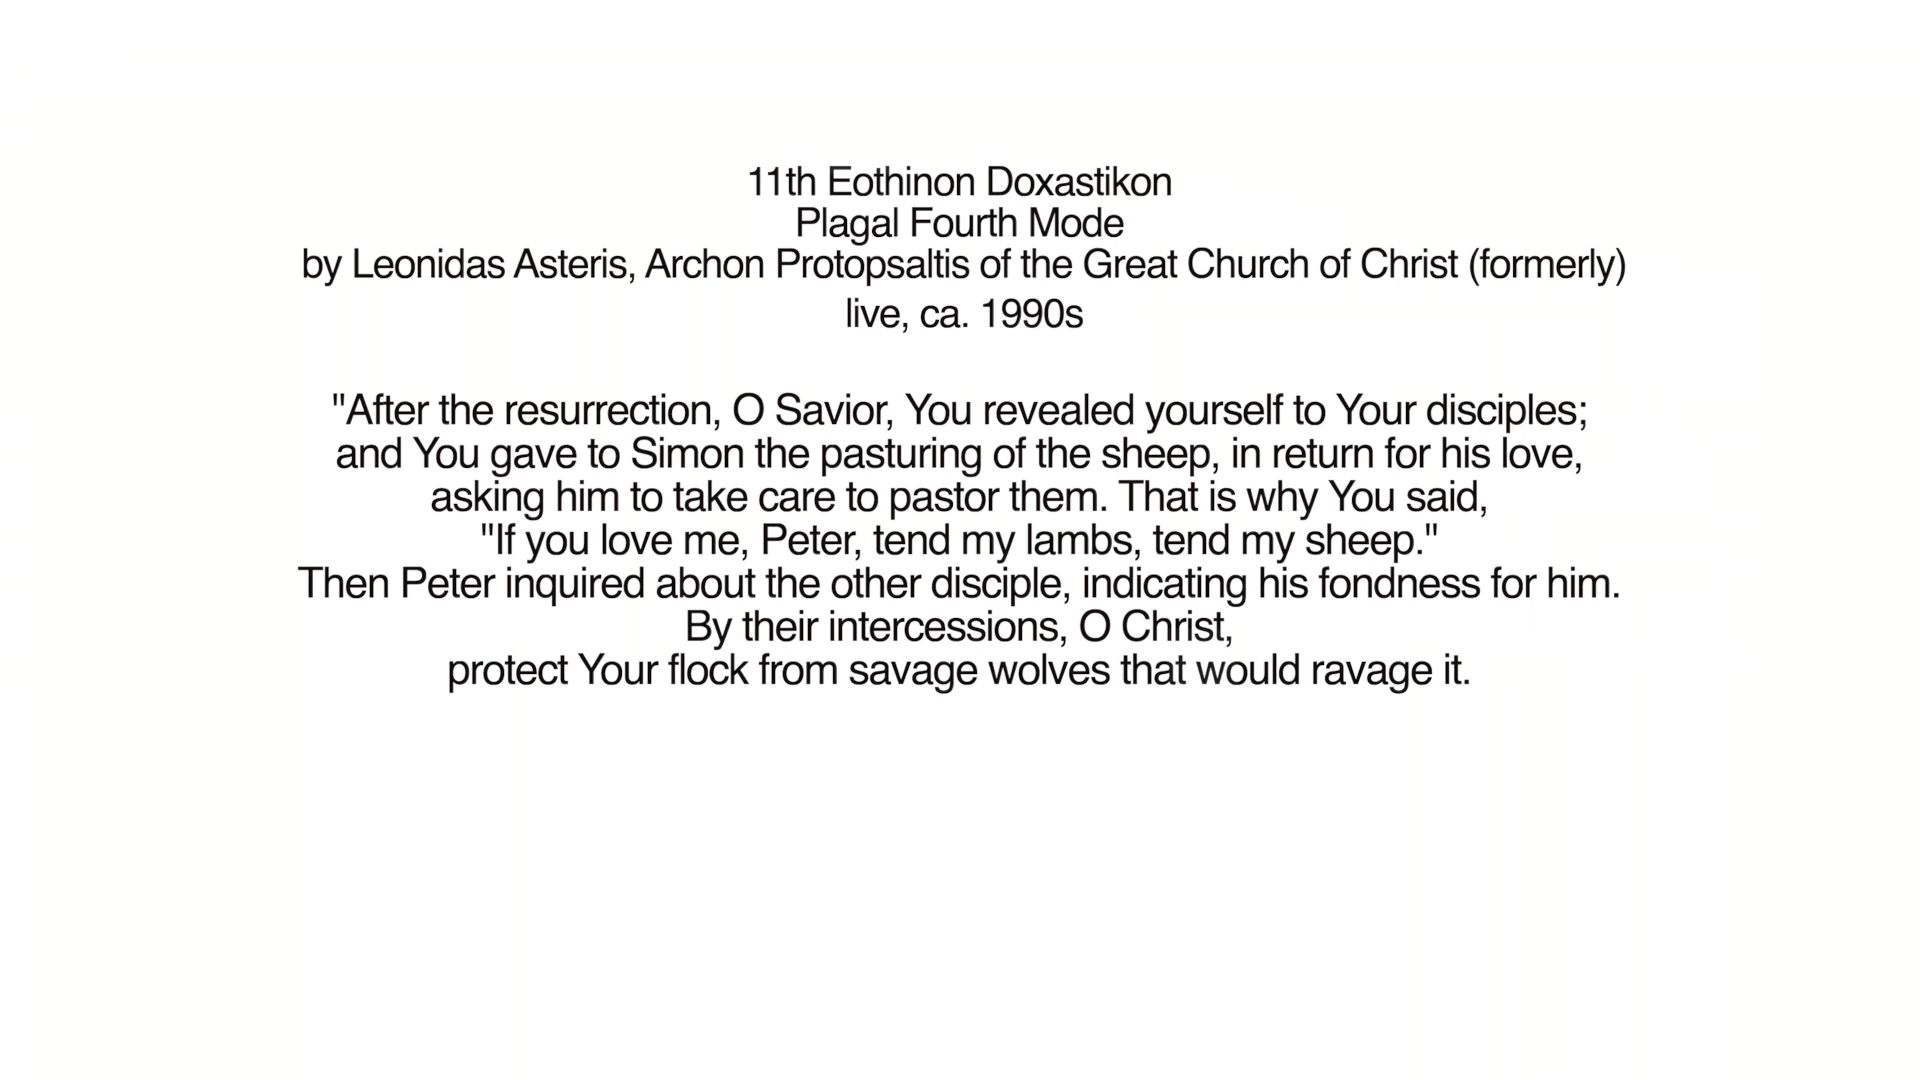 11th Eothinon Doxastikon
Plagal Fourth Mode
by Leonidas Asteris, Archon Protopsaltis of the Great Church of Christ (formerly)
live, ca. 1990s
"After the resurrection, O Savior, You revealed yourself to Your disciples;
and You gave to Simon the pasturing of the sheep, in return for his love,
asking him to take care to pastor them. That is why You said,
"If you love me, Peter, tend my lambs, tend my sheep."
Then Peter inquired about the other disciple, indicating his fondness for him.
By their intercessions, O Christ,
protect Your flock from savage wolves that would ravage it.